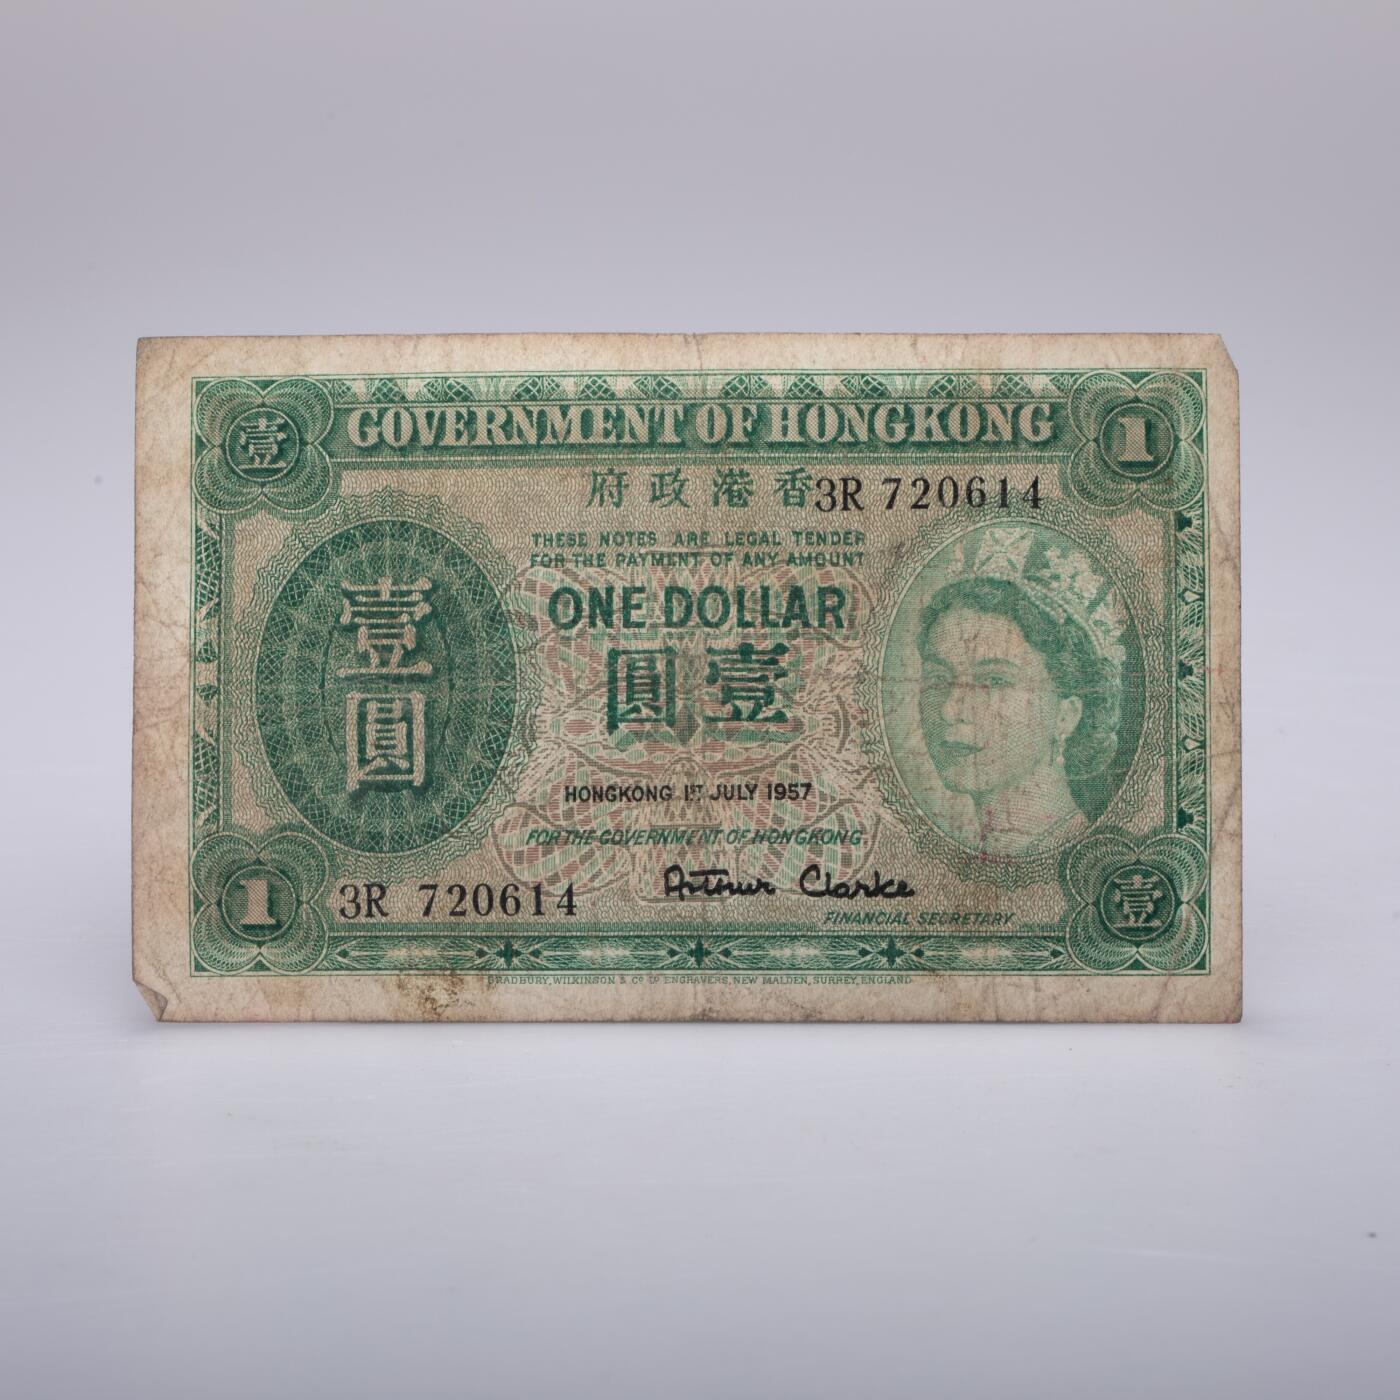 壹 GOVERNMENT OF HONGKONG 1
府政港香 3R 720614
THESE NOTES ARE LEGAL TENDER
FOR THE PAYMENT OF ANY AMOUNT
ONE DOLLAR
壹
圓
圓壹
HONGKONG 1ST JULY 1957
FOR THE GOVERNMENT OF HONGKONG
Arthur Clarke
1 3R 720614
FINANCIAL SECRETARY
壹
BRADBURY, WILKINSON & Co Ld ENGRAVERS, NEW MALDEN, SURREY, ENGLAND